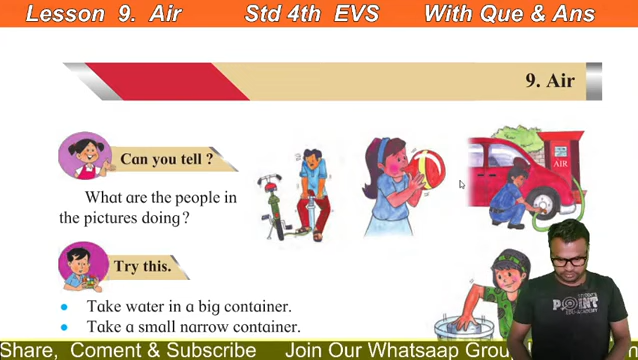 Lesson 9. Air Std 4th EVS With Que & Ans
9. Air
Can you tell ?
What are the people in
the pictures doing?
AIR
Try this.
Take water in a big container.
Take a small narrow container.
POINT
Share, Coment & Subscribe Join Our Whatsaap Grou